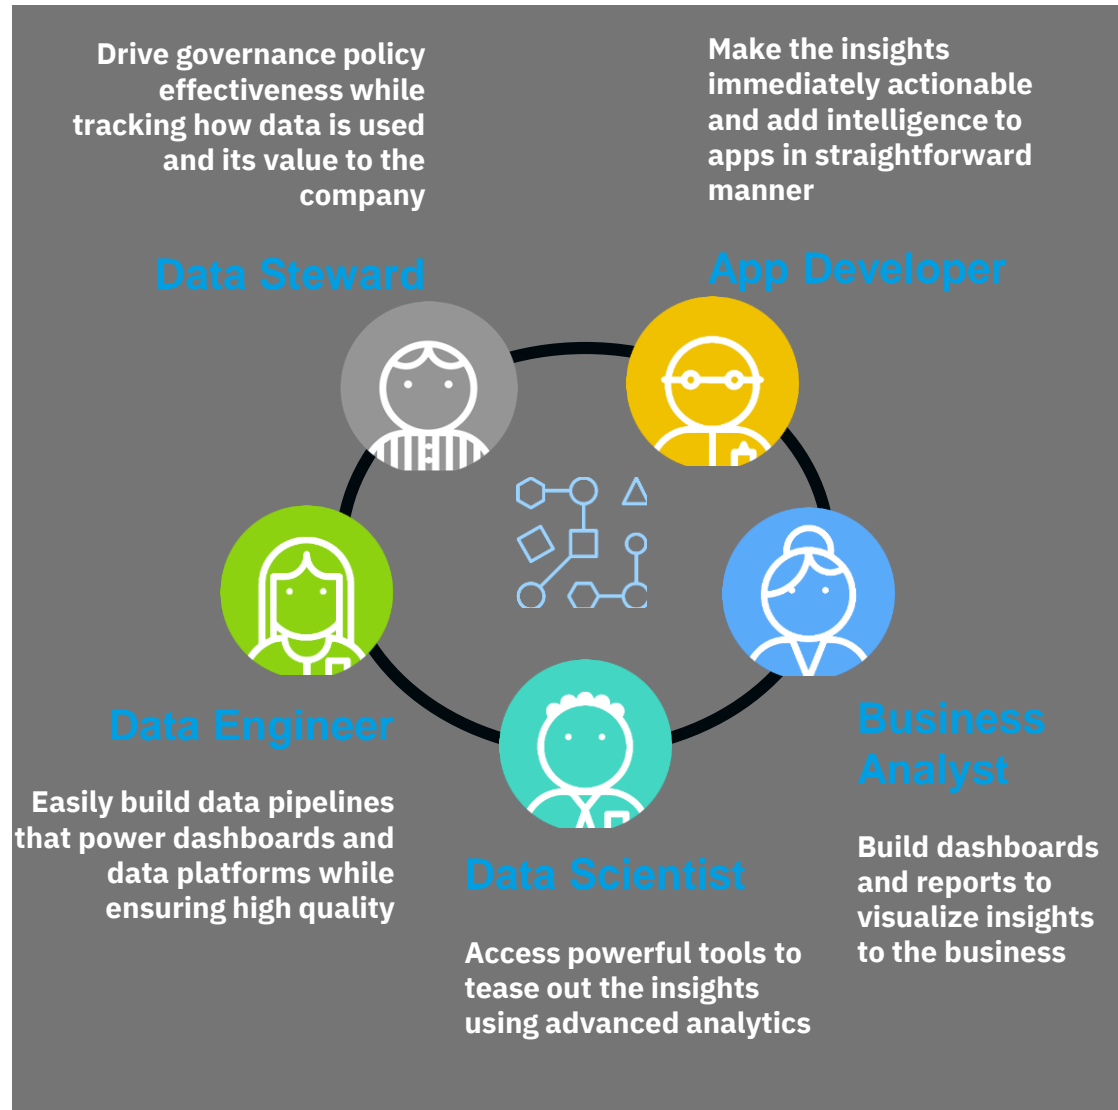 Drive governance policy
effectiveness while
tracking how data is used
and its value to the
company
Data Steward
Make the insights
immediately actionable
and add intelligence to
apps in straightforward
manner
App Developer
Data Engineer
Easily build data pipelines
that power dashboards and
data platforms while
ensuring high quality
Data Scientist
Access powerful tools to
tease out the insights
using advanced analytics
Business
Analyst
Build dashboards
and reports to
visualize insights
to the business